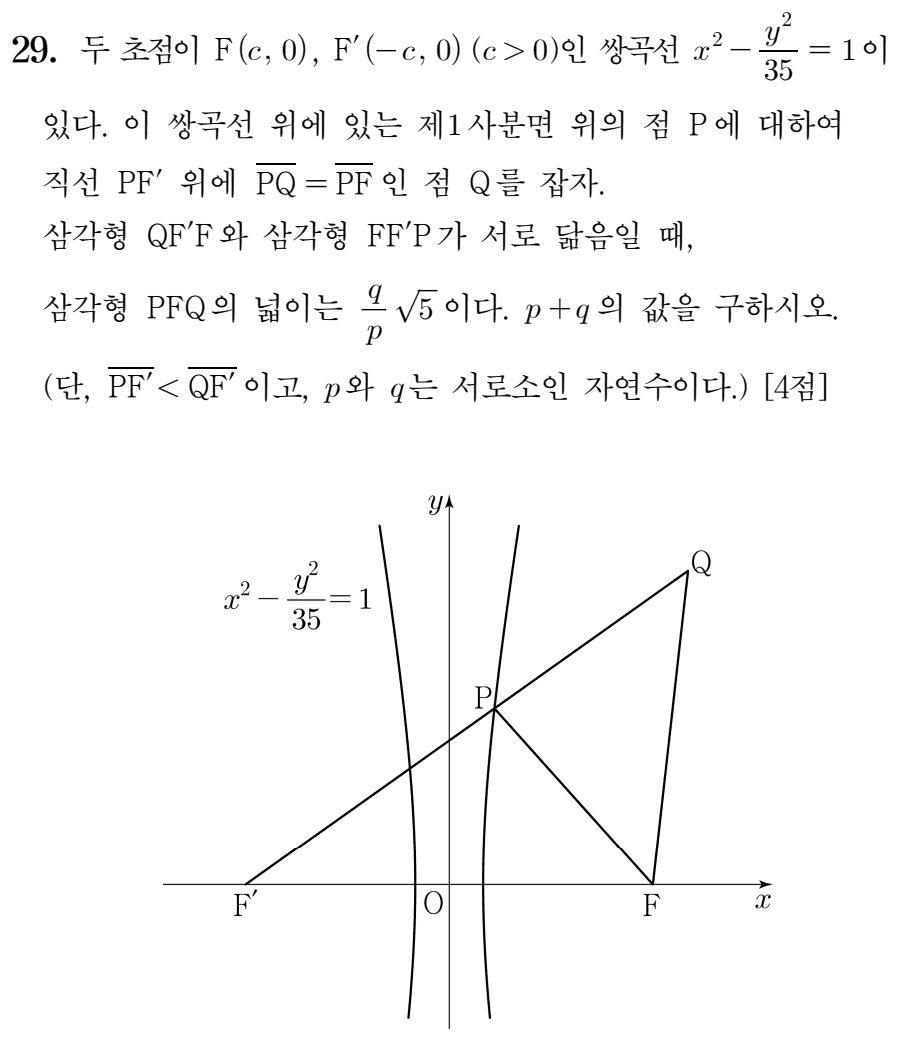 29. 두 초점이 F(c, 0), F′(−c, 0) (c>0)인 쌍곡선 x² − y²/35 = 1이
있다. 이 쌍곡선 위에 있는 제1사분면 위의 점 P에 대하여
직선 PF′ 위에 P̅Q̅ = P̅F̅인 점 Q를 잡자.
삼각형 QF′F와 삼각형 FF′P가 서로 닮음일 때,
삼각형 PFQ의 넓이는 q/p √5 이다. p+q의 값을 구하시오.
(단, P̅F̅′ < Q̅F̅′이고, p와 q는 서로소인 자연수이다.) [4점]
y
Q
x² − y²/35 = 1
P
F′
O
F
x